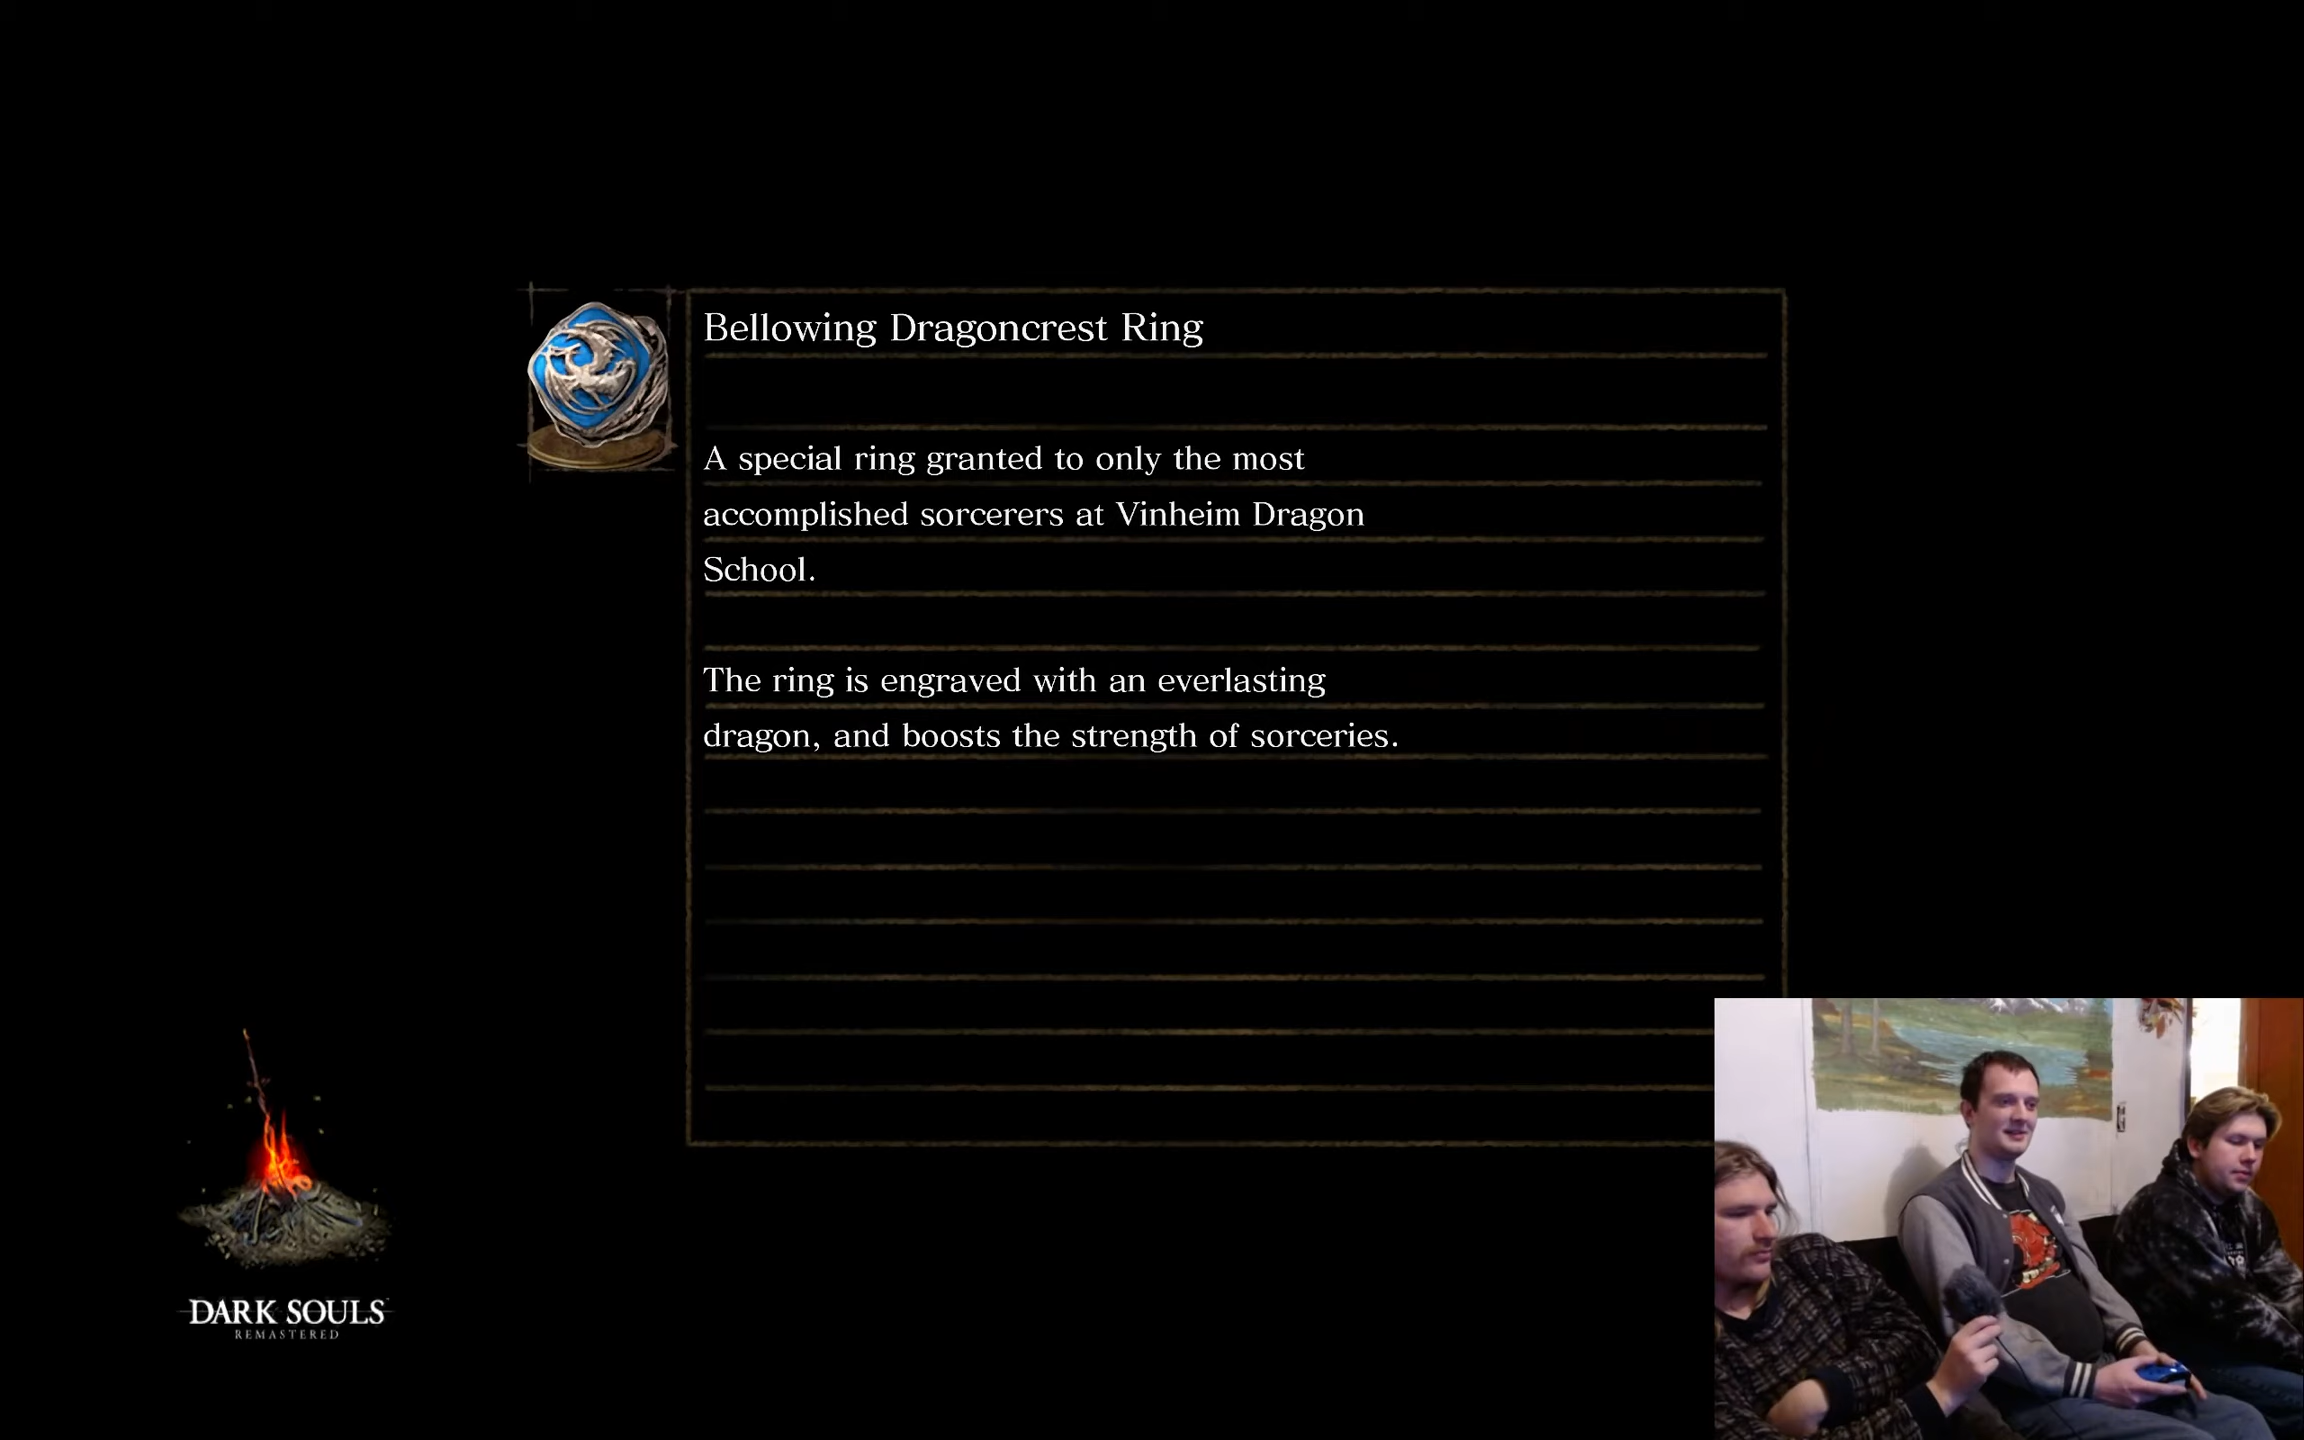 Bellowing Dragoncrest Ring
A special ring granted to only the most
accomplished sorcerers at Vinheim Dragon
School.
The ring is engraved with an everlasting
dragon, and boosts the strength of sorceries.
DARK SOULS
REMASTERED